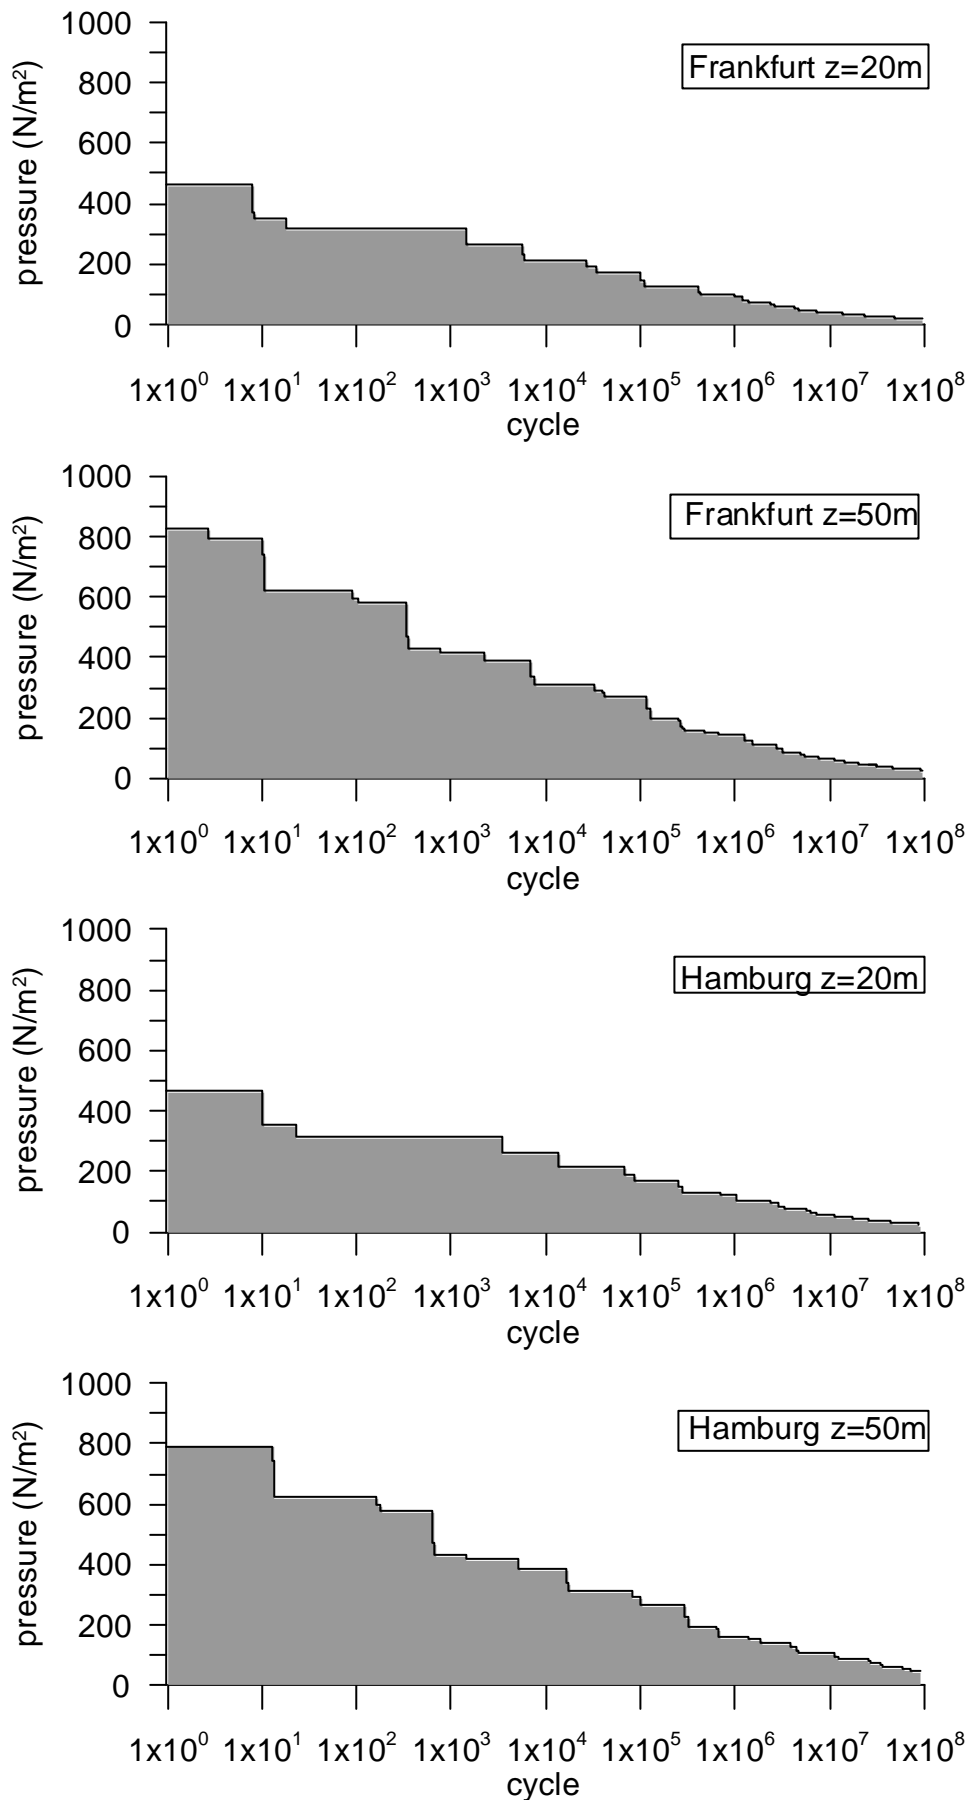 1000
Frankfurt z=20m
800
600
400
200
0
pressure (N/m²)
1x10⁰ 1x10¹ 1x10² 1x10³ 1x10⁴ 1x10⁵ 1x10⁶ 1x10⁷ 1x10⁸
cycle
1000
Frankfurt z=50m
800
600
400
200
0
pressure (N/m²)
1x10⁰ 1x10¹ 1x10² 1x10³ 1x10⁴ 1x10⁵ 1x10⁶ 1x10⁷ 1x10⁸
cycle
1000
Hamburg z=20m
800
600
400
200
0
pressure (N/m²)
1x10⁰ 1x10¹ 1x10² 1x10³ 1x10⁴ 1x10⁵ 1x10⁶ 1x10⁷ 1x10⁸
cycle
1000
Hamburg z=50m
800
600
400
200
0
pressure (N/m²)
1x10⁰ 1x10¹ 1x10² 1x10³ 1x10⁴ 1x10⁵ 1x10⁶ 1x10⁷ 1x10⁸
cycle